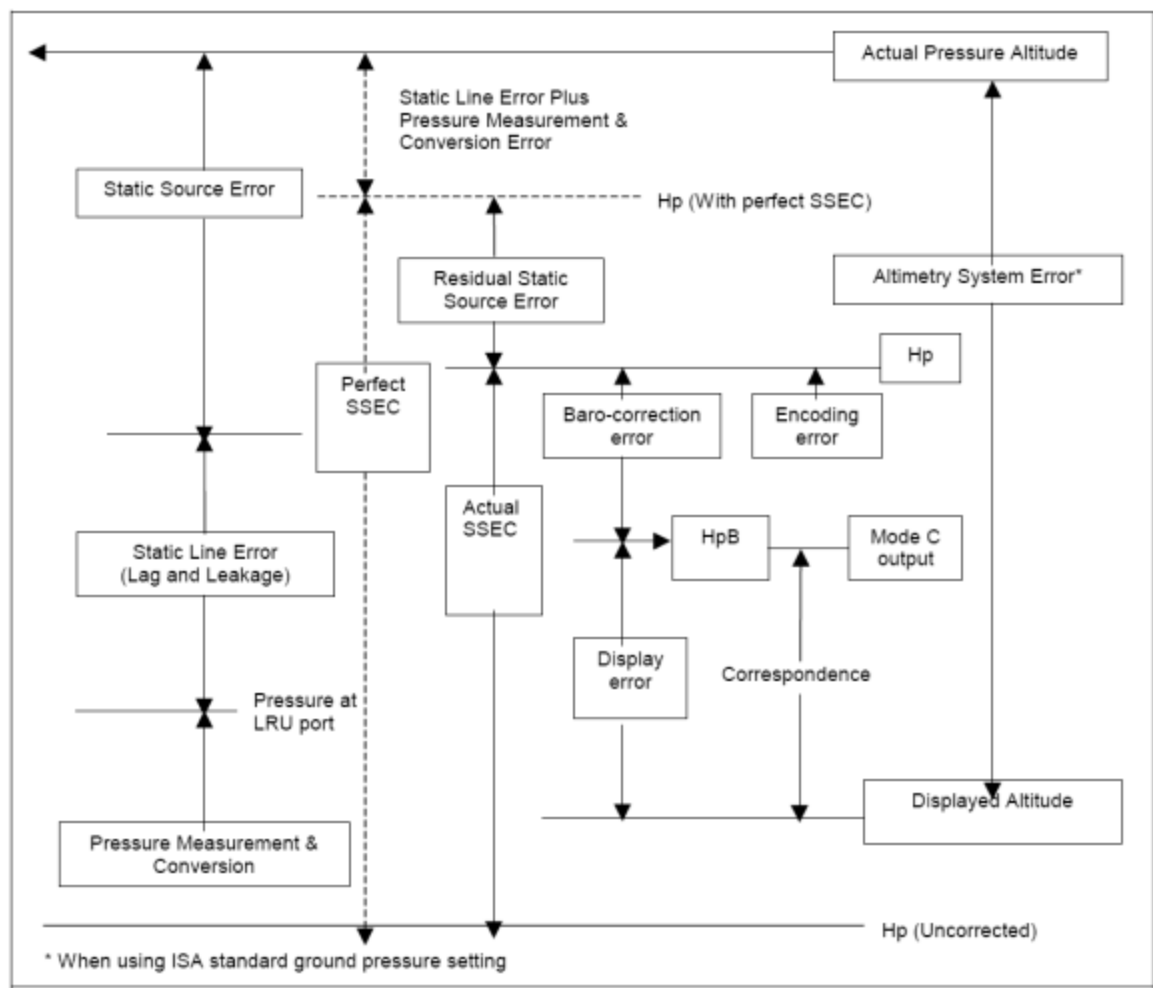 Actual Pressure Altitude
Static Line Error Plus
Pressure Measurement &
Conversion Error
Static Source Error
Hp (With perfect SSEC)
Residual Static
Source Error
Altimetry System Error*
Hp
Perfect
SSEC
Baro-correction
error
Encoding
error
Actual
SSEC
HpB
Mode C
output
Static Line Error
(Lag and Leakage)
Display
error
Correspondence
Pressure at
LRU port
Displayed Altitude
Pressure Measurement &
Conversion
Hp (Uncorrected)
* When using ISA standard ground pressure setting